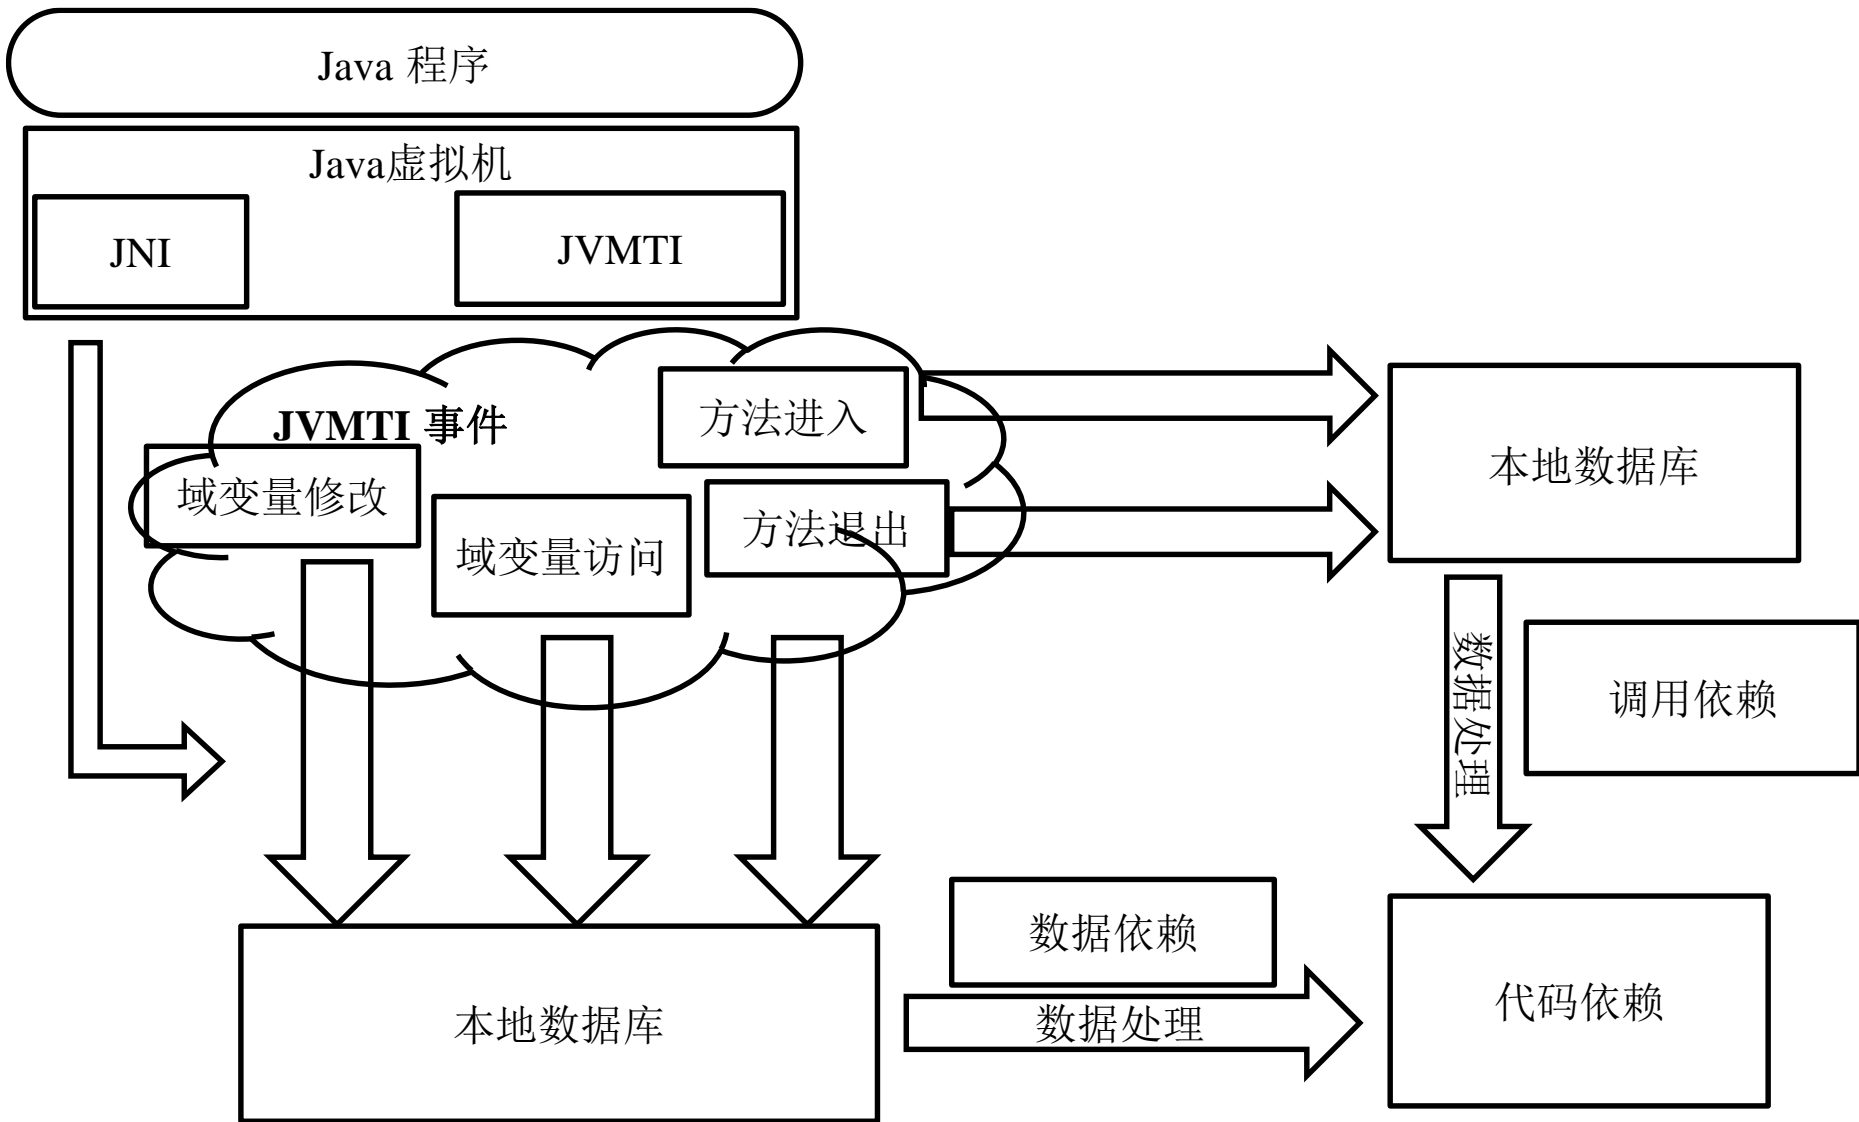 Java 程序
Java虚拟机
JNI
JVMTI
JVMTI 事件
方法进入
域变量修改
域变量访问
方法退出
本地数据库
数据处理
调用依赖
数据依赖
数据处理
本地数据库
代码依赖